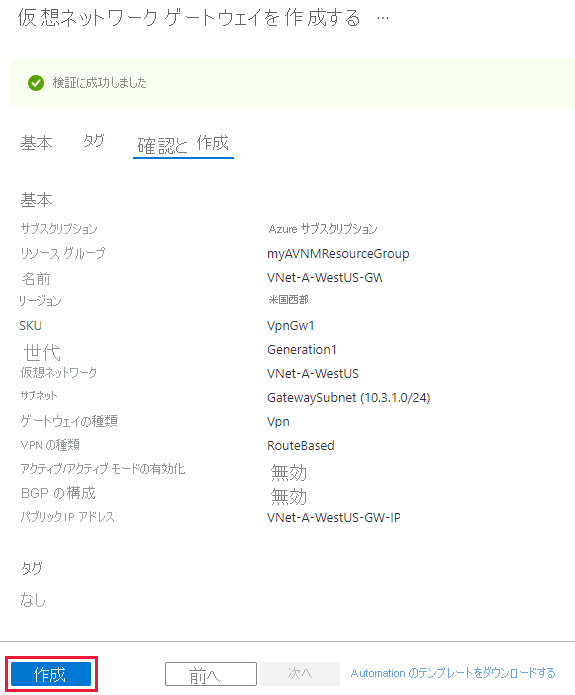 仮想ネットワーク ゲートウェイを作成する …
検証に成功しました
基本 タグ 確認と 作成
基本
サブスクリプション Azure サブスクリプション
リソース グループ myAVNMResourceGroup
名前 VNet-A-WestUS-GW
リージョン 米国西部
SKU VpnGw1
世代 Generation1
仮想ネットワーク VNet-A-WestUS
サブネット GatewaySubnet (10.3.1.0/24)
ゲートウェイの種類 Vpn
VPN の種類 RouteBased
アクティブ/アクティブ モードの有効化 無効
BGP の構成 無効
パブリック IP アドレス VNet-A-WestUS-GW-IP
タグ
なし
作成 前へ 次へ Automation のテンプレートをダウンロードする